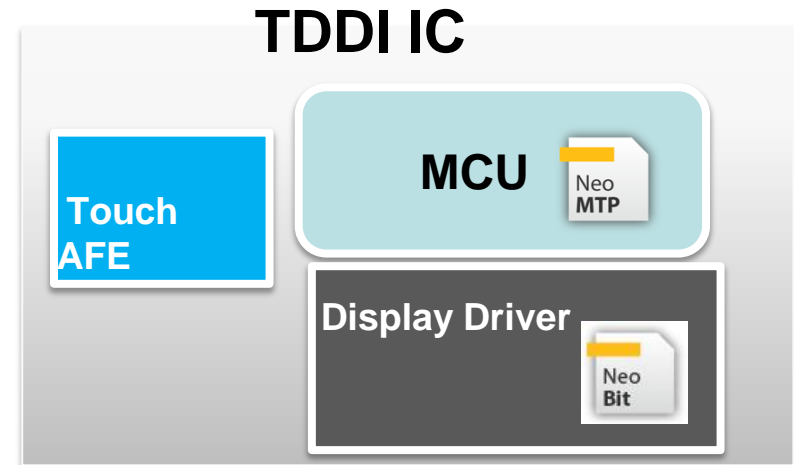 TDDI IC
Touch
AFE
MCU
Neo
MTP
Display Driver
Neo
Bit